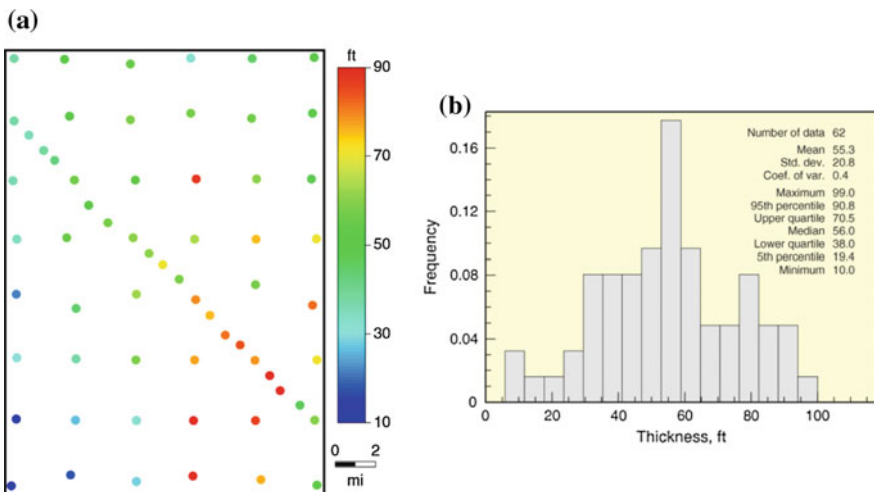 (a)
ft
90
70
50
30
10
0 2
mi
(b)
0.16
0.12
0.08
0.04
0
Frequency
Number of data 62
Mean 55.3
Std. dev. 20.8
Coef. of var. 0.4
Maximum 99.0
95th percentile 90.8
Upper quartile 70.5
Median 56.0
Lower quartile 38.0
5th percentile 19.4
Minimum 10.0
0 20 40 60 80 100
Thickness, ft